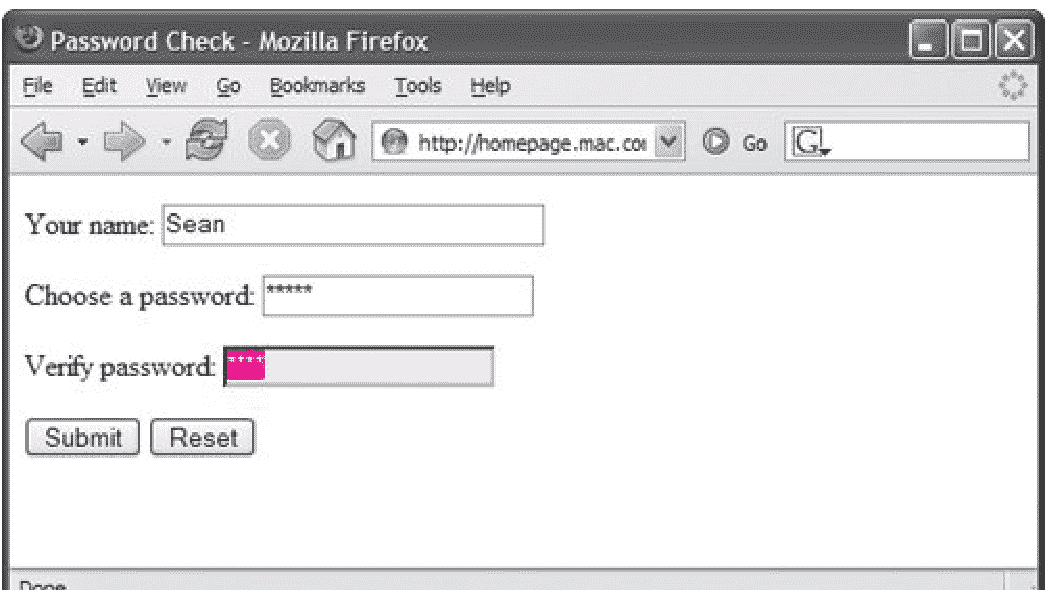 Password Check - Mozilla Firefox
File Edit View Go Bookmarks Tools Help
http://homepage.mac.co Go G
Your name: Sean
Choose a password: *****
Verify password: ****
Submit Reset
Done